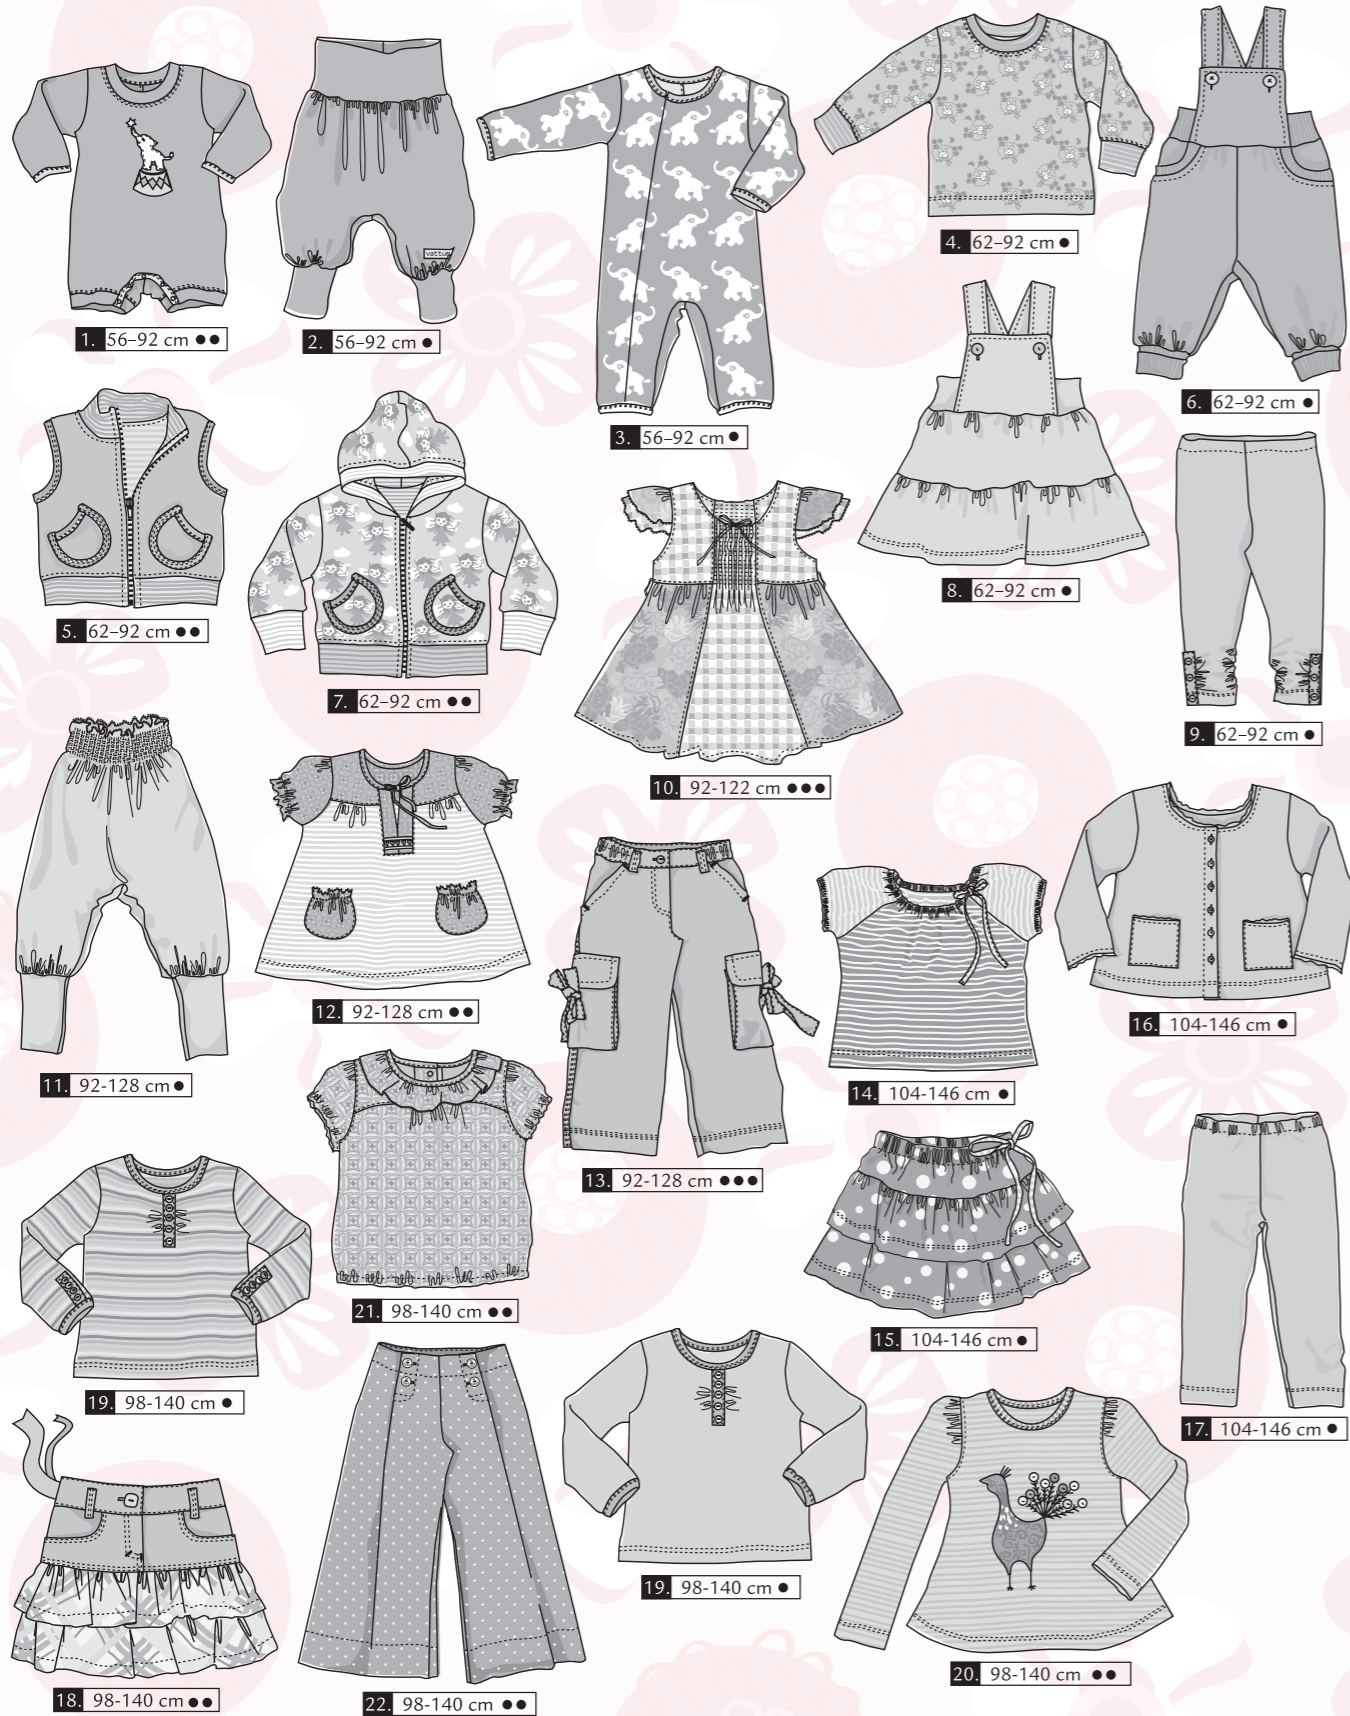 1. 56–92 cm ●●
2. 56–92 cm ●
vattum
3. 56–92 cm ●
4. 62–92 cm ●
6. 62–92 cm ●
5. 62–92 cm ●●
7. 62–92 cm ●●
8. 62–92 cm ●
9. 62–92 cm ●
10. 92-122 cm ●●●
11. 92-128 cm ●
12. 92-128 cm ●●
13. 92-128 cm ●●●
14. 104-146 cm ●
16. 104-146 cm ●
21. 98-140 cm ●●
15. 104-146 cm ●
19. 98-140 cm ●
17. 104-146 cm ●
19. 98-140 cm ●
18. 98-140 cm ●●
22. 98-140 cm ●●
20. 98-140 cm ●●